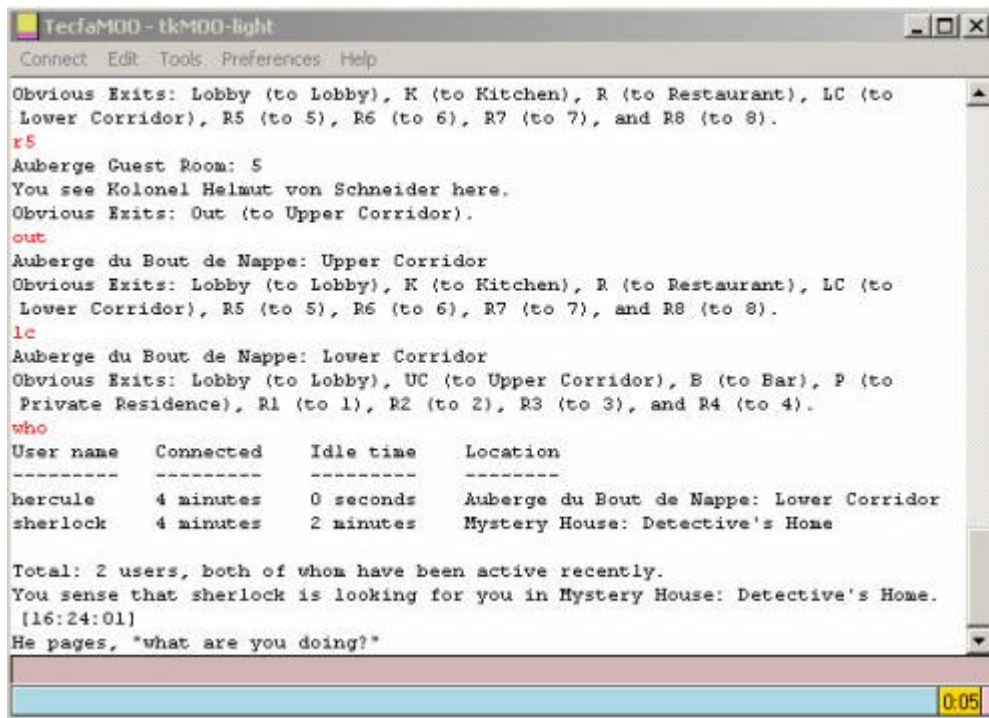 TecfaMOO - tkMOO-light
Connect Edit Tools Preferences Help
Obvious Exits: Lobby (to Lobby), K (to Kitchen), R (to Restaurant), LC (to
Lower Corridor), R5 (to 5), R6 (to 6), R7 (to 7), and R8 (to 8).
r5
Auberge Guest Room: 5
You see Kolonel Helmut von Schneider here.
Obvious Exits: Out (to Upper Corridor).
out
Auberge du Bout de Nappe: Upper Corridor
Obvious Exits: Lobby (to Lobby), K (to Kitchen), R (to Restaurant), LC (to
Lower Corridor), R5 (to 5), R6 (to 6), R7 (to 7), and R8 (to 8).
lc
Auberge du Bout de Nappe: Lower Corridor
Obvious Exits: Lobby (to Lobby), UC (to Upper Corridor), B (to Bar), P (to
Private Residence), R1 (to 1), R2 (to 2), R3 (to 3), and R4 (to 4).
who
User name Connected Idle time Location
--------- --------- --------- --------
hercule 4 minutes 0 seconds Auberge du Bout de Nappe: Lower Corridor
sherlock 4 minutes 2 minutes Mystery House: Detective's Home
Total: 2 users, both of whom have been active recently.
You sense that sherlock is looking for you in Mystery House: Detective's Home.
[16:24:01]
He pages, "what are you doing?"
0:05